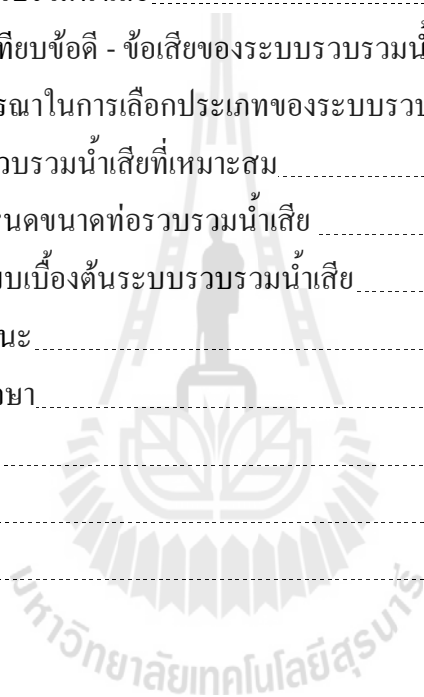 ทียบข้อดี - ข้อเสียของระบบรวบรวมน้ำ
รณาในการเลือกประเภทของระบบรวบ
วบรวมน้ำเสียที่เหมาะสม
หนดขนาดท่อรวบรวมน้ำเสีย
บบเบื้องต้นระบบรวบรวมน้ำเสีย
นะ
มหาวิทยาลัยเทคโนโลยีสุรนารี